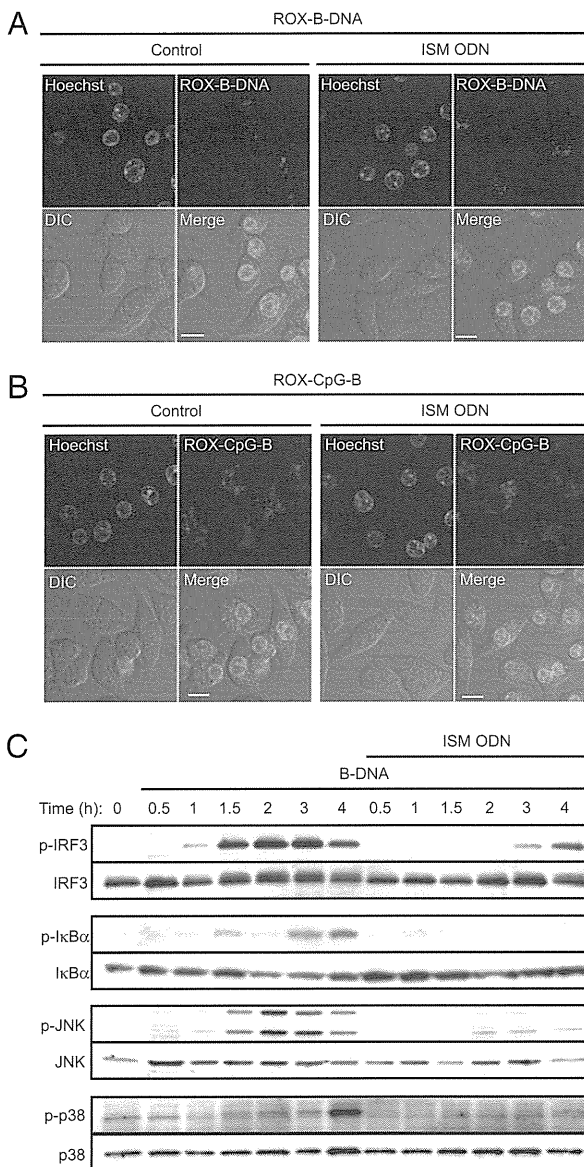 A
ROX-B-DNA
Control ISM ODN
Hoechst ROX-B-DNA Hoechst ROX-B-DNA
DIC Merge DIC Merge
B
ROX-CpG-B
Control ISM ODN
Hoechst ROX-CpG-B Hoechst ROX-CpG-B
DIC Merge DIC Merge
C
ISM ODN
B-DNA
Time (h): 0 0.5 1 1.5 2 3 4 0.5 1 1.5 2 3 4
p-IRF3
IRF3
p-IκBα
IκBα
p-JNK
JNK
p-p38
p38